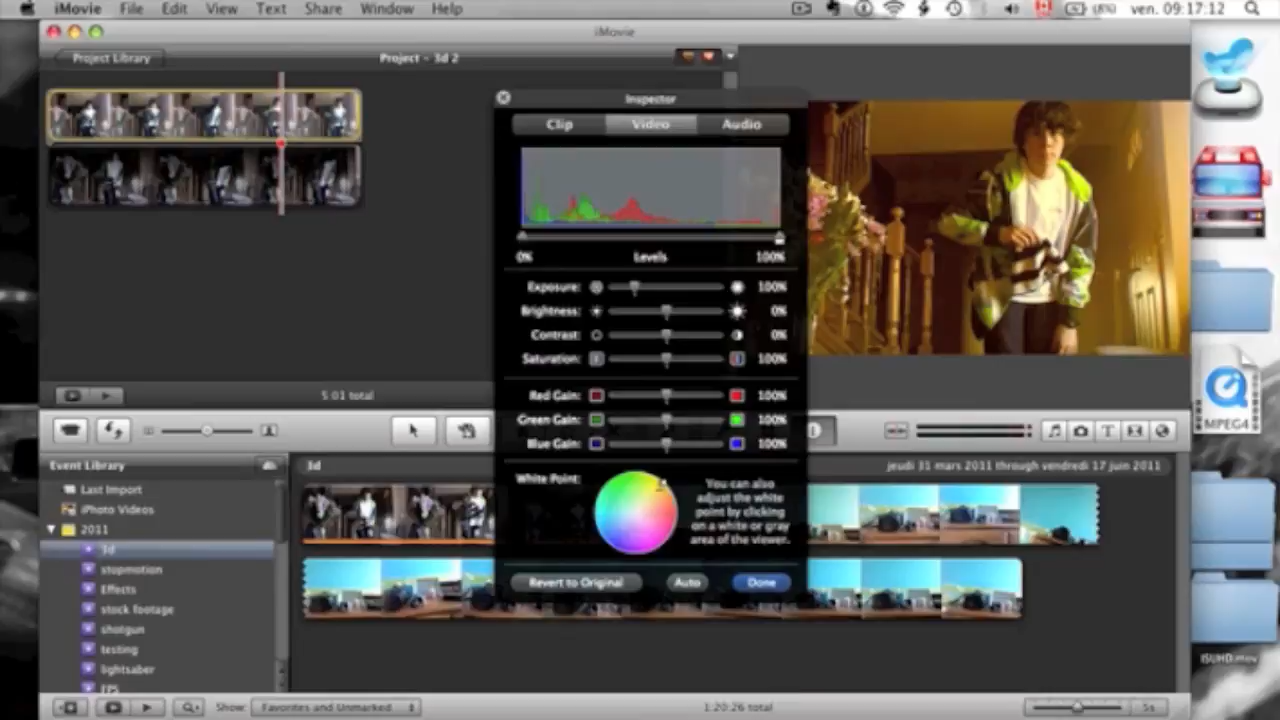 iMovie File Edit View Text Share Window Help ven. 09:17:12
iMovie
Project Library Project - 3d 2
Inspector
Clip Video Audio
0% Levels 100%
Exposure: 100%
Brightness: 0%
Contrast: 0%
Saturation: 100%
Red Gain: 100%
Green Gain: 100%
Blue Gain: 100%
White Point:
You can also
adjust the white
point by clicking
on a white or gray
area of the viewer.
Revert to Original Auto Done
5:01 total
MPEG4
Event Library
Last Import
iPhoto Videos
2011
3d
stopmotion
Effects
stock footage
shotgun
testing
lightsaber
FPS
3d jeudi 31 mars 2011 through vendredi 17 juin 2011
ISUHD.mov
Show: Favorites and Unmarked 1:20:26 total 5s